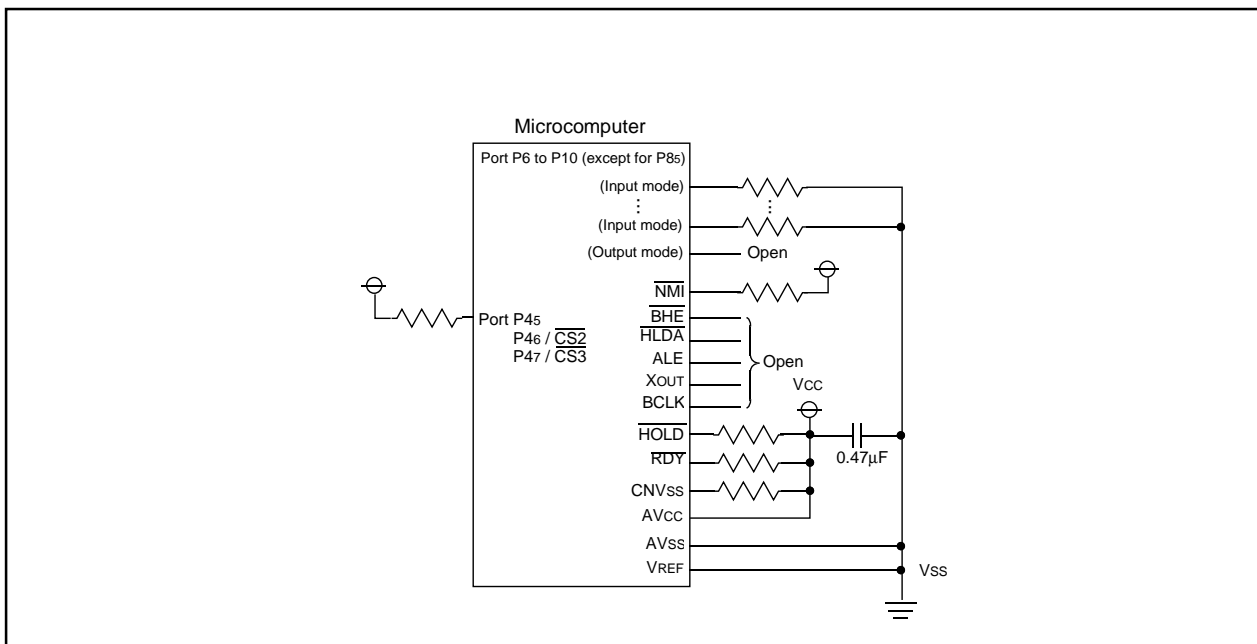 Microcomputer
Port P6 to P10 (except for P85)
(Input mode)
(Input mode)
(Output mode)
Open
NMI
Port P45
P46 / CS2
P47 / CS3
BHE
HLDA
ALE
XOUT
BCLK
Open
VCC
HOLD
RDY
CNVSS
AVCC
AVSS
VREF
0.47µF
VSS